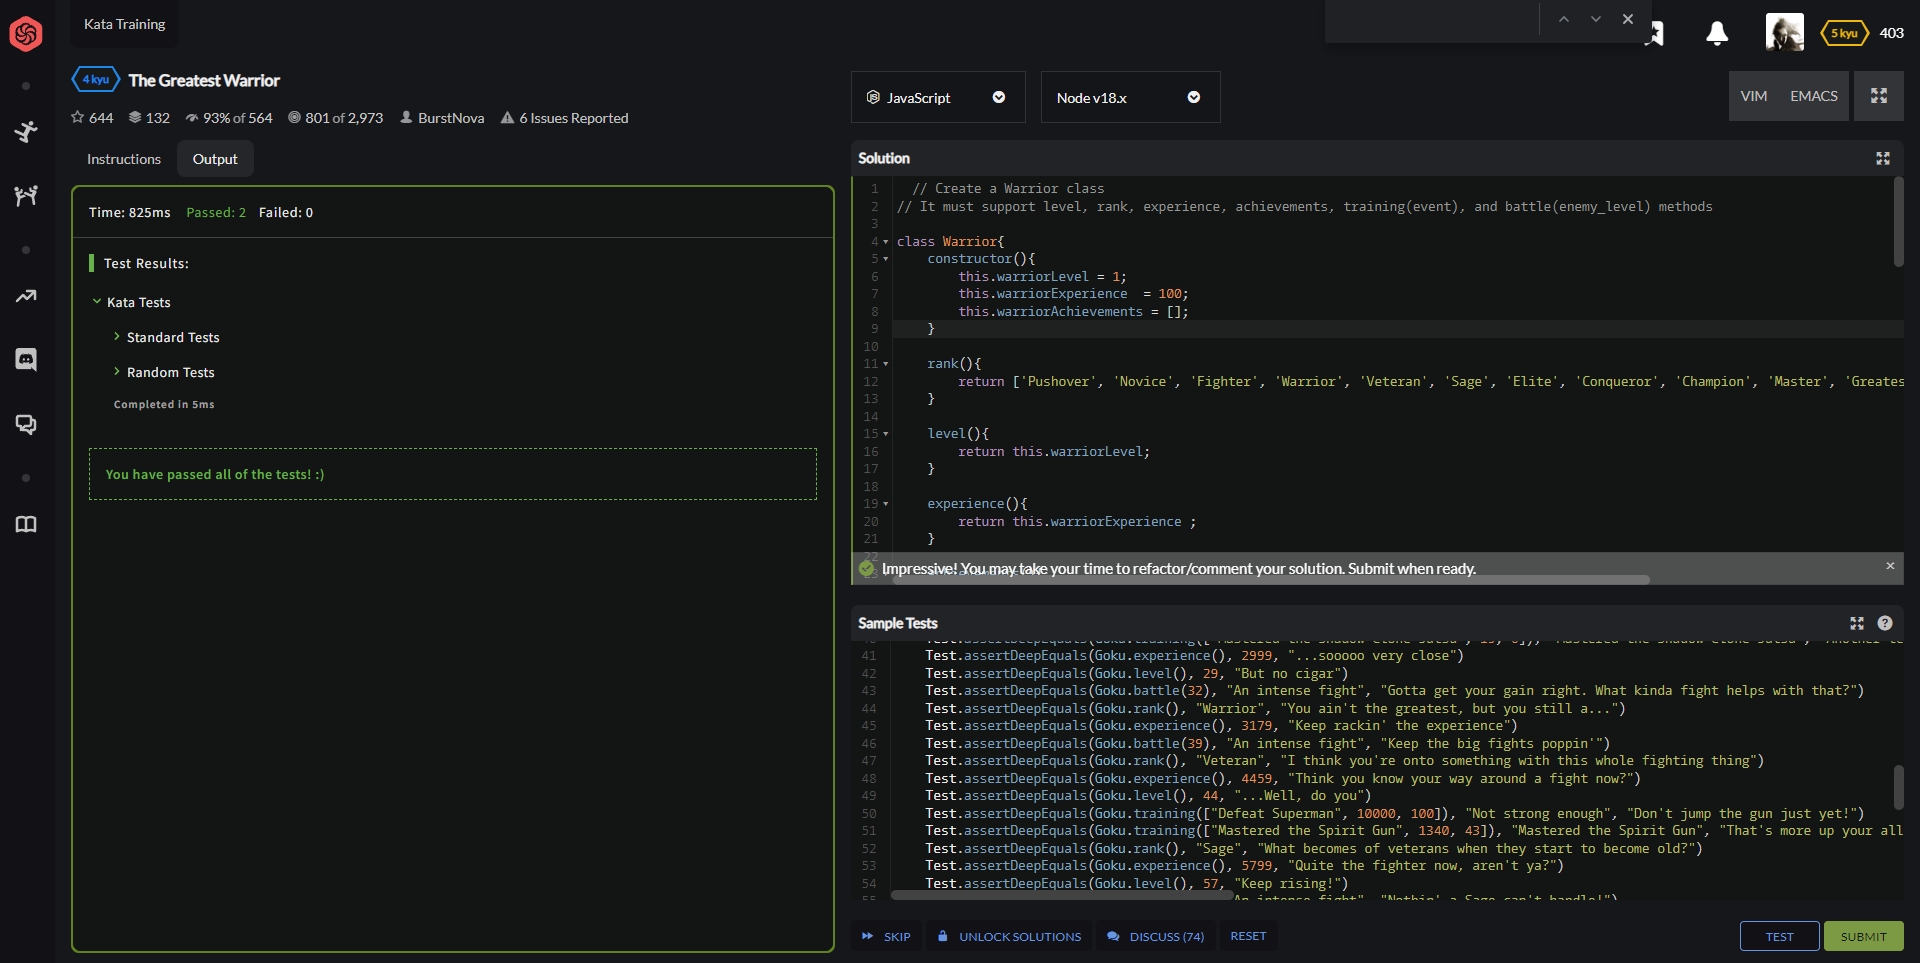 Kata Training
5 kyu 403
4 kyu The Greatest Warrior
644 132 93% of 564 801 of 2,973 BurstNova 6 Issues Reported
Instructions Output
Time: 825ms Passed: 2 Failed: 0
Test Results:
Kata Tests
Standard Tests
Random Tests
Completed in 5ms
You have passed all of the tests! :)
JavaScript
Node v18.x
VIM EMACS
Solution
1 // Create a Warrior class
2 // It must support level, rank, experience, achievements, training(event), and battle(enemy_level) methods
3
4 class Warrior{
5 constructor(){
6 this.warriorLevel = 1;
7 this.warriorExperience  = 100;
8 this.warriorAchievements = [];
9 }
10
11 rank(){
12 return ['Pushover', 'Novice', 'Fighter', 'Warrior', 'Veteran', 'Sage', 'Elite', 'Conqueror', 'Champion', 'Master', 'Greates
13 }
14
15 level(){
16 return this.warriorLevel;
17 }
18
19 experience(){
20 return this.warriorExperience ;
21 }
22
Impressive! You may take your time to refactor/comment your solution. Submit when ready.
Sample Tests
41 Test.assertDeepEquals(Goku.experience(), 2999, "...sooooo very close")
42 Test.assertDeepEquals(Goku.level(), 29, "But no cigar")
43 Test.assertDeepEquals(Goku.battle(32), "An intense fight", "Gotta get your gain right. What kinda fight helps with that?")
44 Test.assertDeepEquals(Goku.rank(), "Warrior", "You ain't the greatest, but you still a...")
45 Test.assertDeepEquals(Goku.experience(), 3179, "Keep rackin' the experience")
46 Test.assertDeepEquals(Goku.battle(39), "An intense fight", "Keep the big fights poppin'")
47 Test.assertDeepEquals(Goku.rank(), "Veteran", "I think you're onto something with this whole fighting thing")
48 Test.assertDeepEquals(Goku.experience(), 4459, "Think you know your way around a fight now?")
49 Test.assertDeepEquals(Goku.level(), 44, "...Well, do you")
50 Test.assertDeepEquals(Goku.training(["Defeat Superman", 10000, 100]), "Not strong enough", "Don't jump the gun just yet!")
51 Test.assertDeepEquals(Goku.training(["Mastered the Spirit Gun", 1340, 43]), "Mastered the Spirit Gun", "That's more up your all
52 Test.assertDeepEquals(Goku.rank(), "Sage", "What becomes of veterans when they start to become old?")
53 Test.assertDeepEquals(Goku.experience(), 5799, "Quite the fighter now, aren't ya?")
54 Test.assertDeepEquals(Goku.level(), 57, "Keep rising!")
SKIP UNLOCK SOLUTIONS DISCUSS (74) RESET
TEST SUBMIT